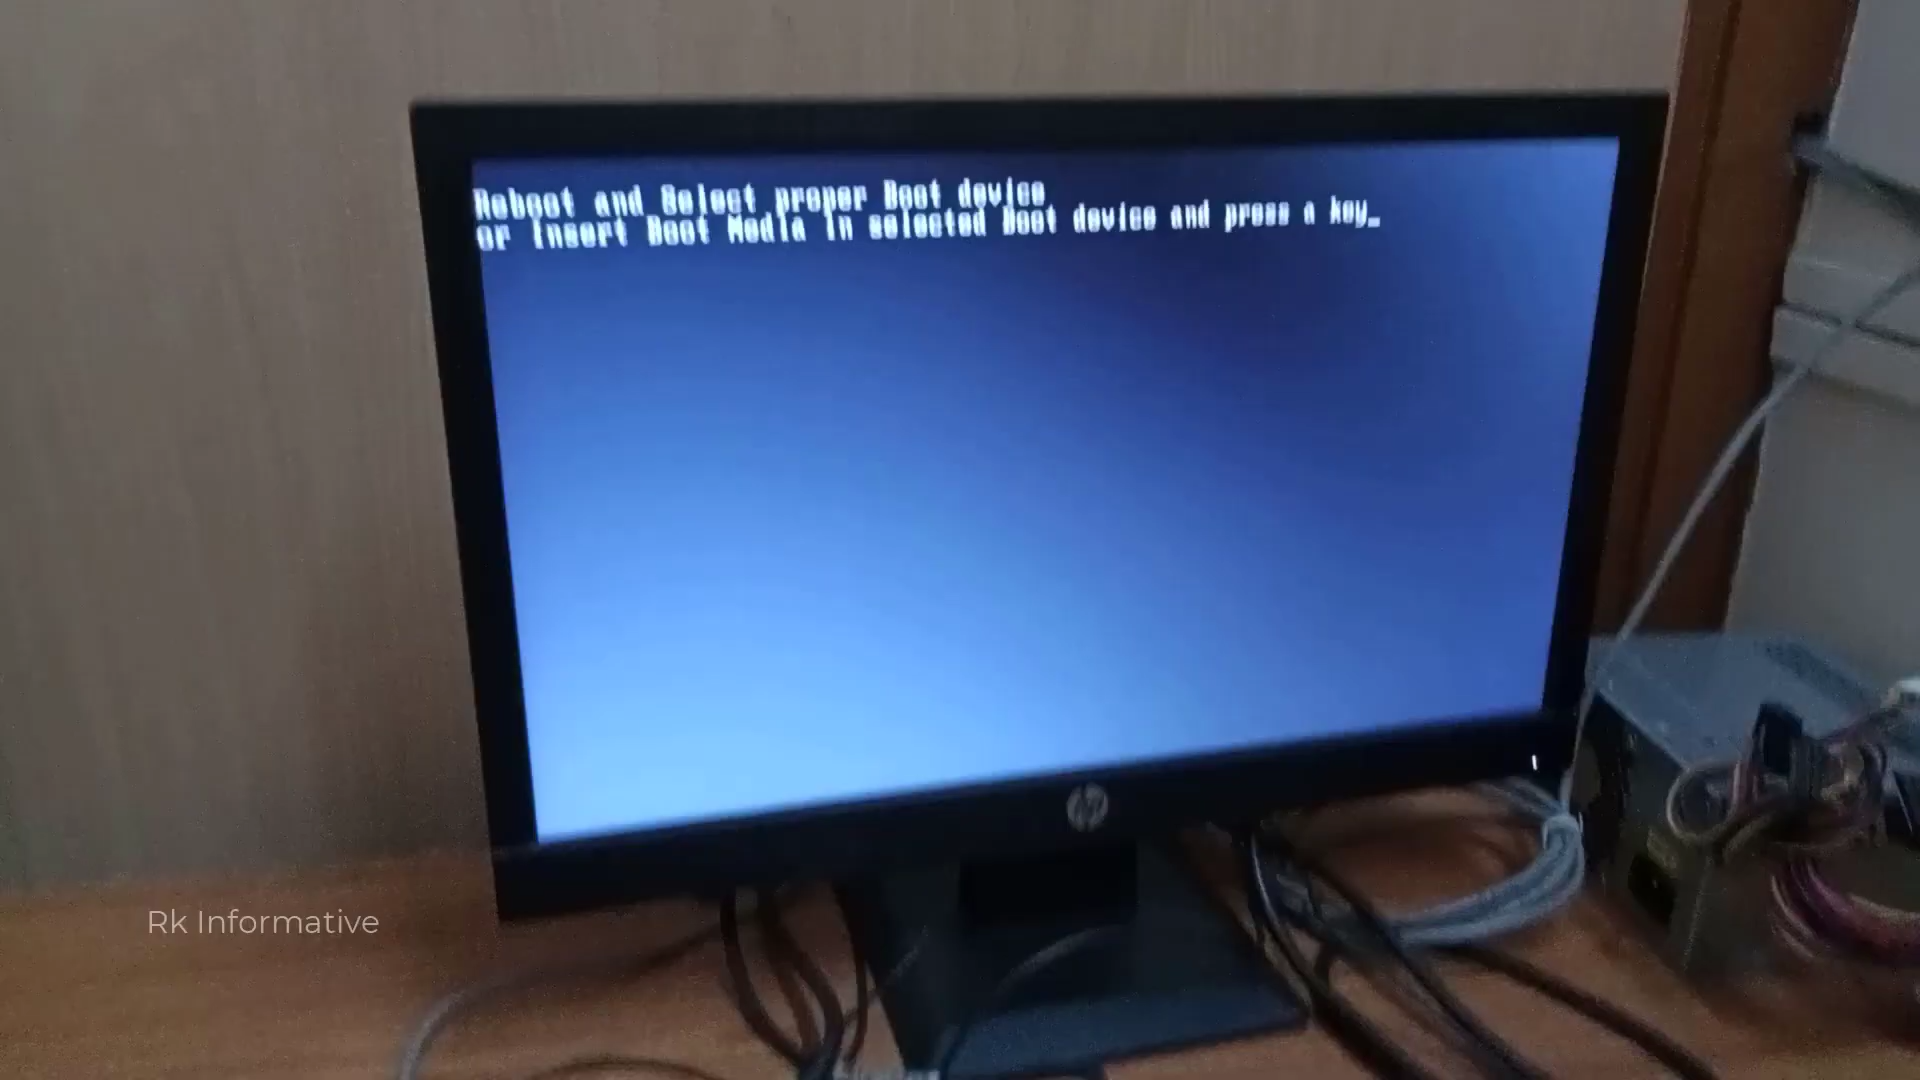 Reboot and Select proper Boot device
or Insert Boot Media in selected Boot device and press a key_
hp
Rk Informative